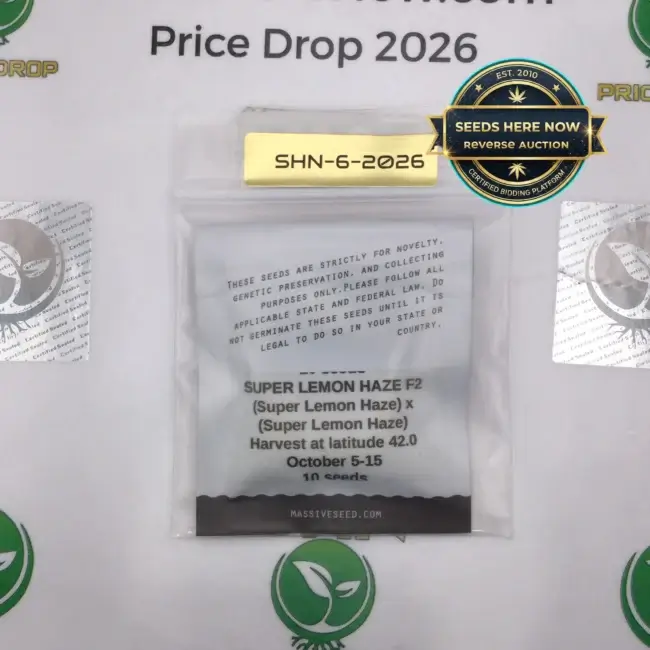 Price Drop 2026
DROP
PRIC
EST. 2010
SEEDS HERE NOW
REVERSE AUCTION
CERTIFIED BIDDING PLATFORM
SHN-6-2026
THESE SEEDS ARE STRICTLY FOR NOVELTY,
GENETIC PRESERVATION, AND COLLECTING
PURPOSES ONLY. PLEASE FOLLOW ALL
APPLICABLE STATE AND FEDERAL LAW. DO
NOT GERMINATE THESE SEEDS UNTIL IT IS
LEGAL TO DO SO IN YOUR STATE OR
COUNTRY.
SUPER LEMON HAZE F2
(Super Lemon Haze) x
(Super Lemon Haze)
Harvest at latitude 42.0
October 5-15
10 seeds
MASSIVESEED.COM